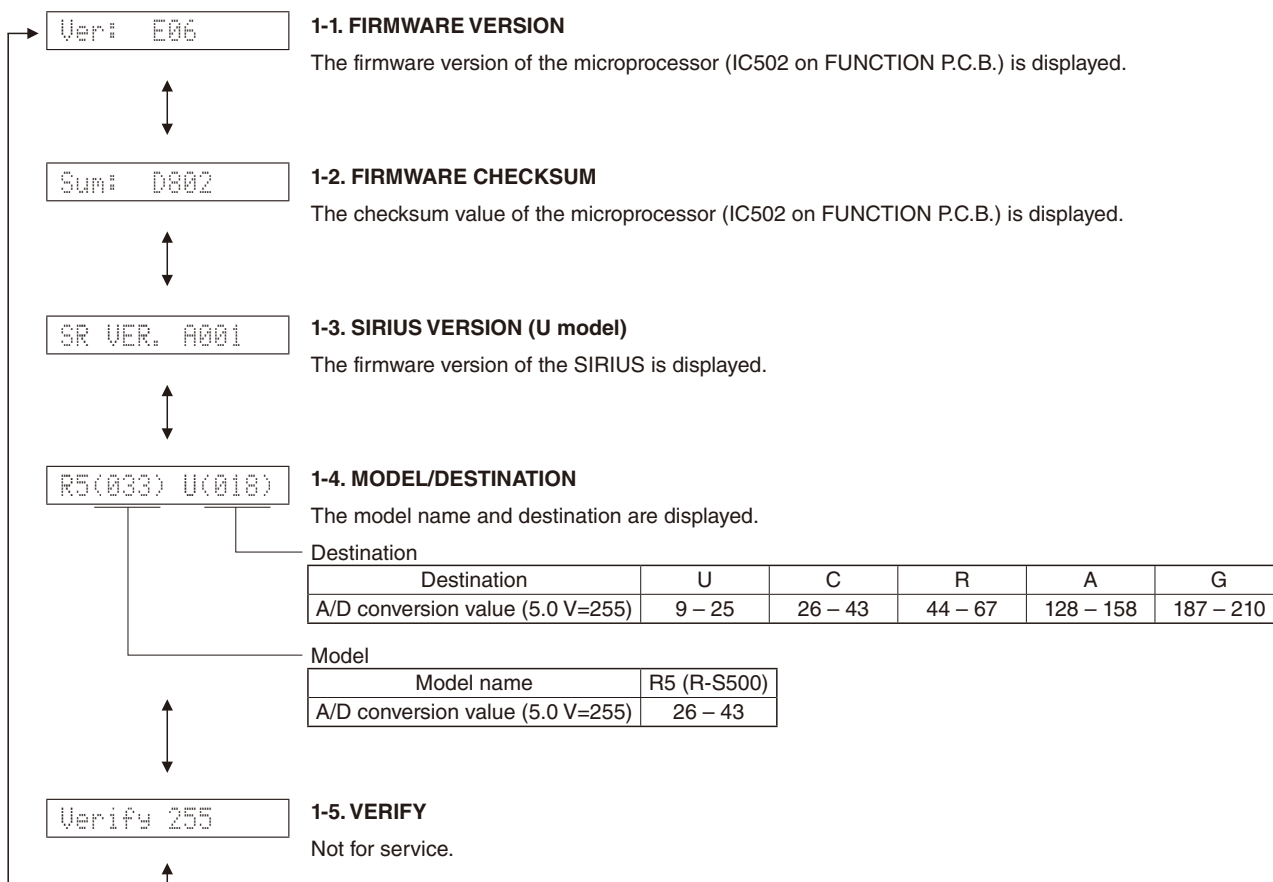 Ver: E06
1-1. FIRMWARE VERSION
The firmware version of the microprocessor (IC502 on FUNCTION P.C.B.) is displayed.
Sum: D802
1-2. FIRMWARE CHECKSUM
The checksum value of the microprocessor (IC502 on FUNCTION P.C.B.) is displayed.
SR VER. A001
1-3. SIRIUS VERSION (U model)
The firmware version of the SIRIUS is displayed.
R5(033) U(018)
1-4. MODEL/DESTINATION
The model name and destination are displayed.
Destination
Destination U C R A G
A/D conversion value (5.0 V=255) 9 – 25 26 – 43 44 – 67 128 – 158 187 – 210
Model
Model name R5 (R-S500)
A/D conversion value (5.0 V=255) 26 – 43
Verify 255
1-5. VERIFY
Not for service.